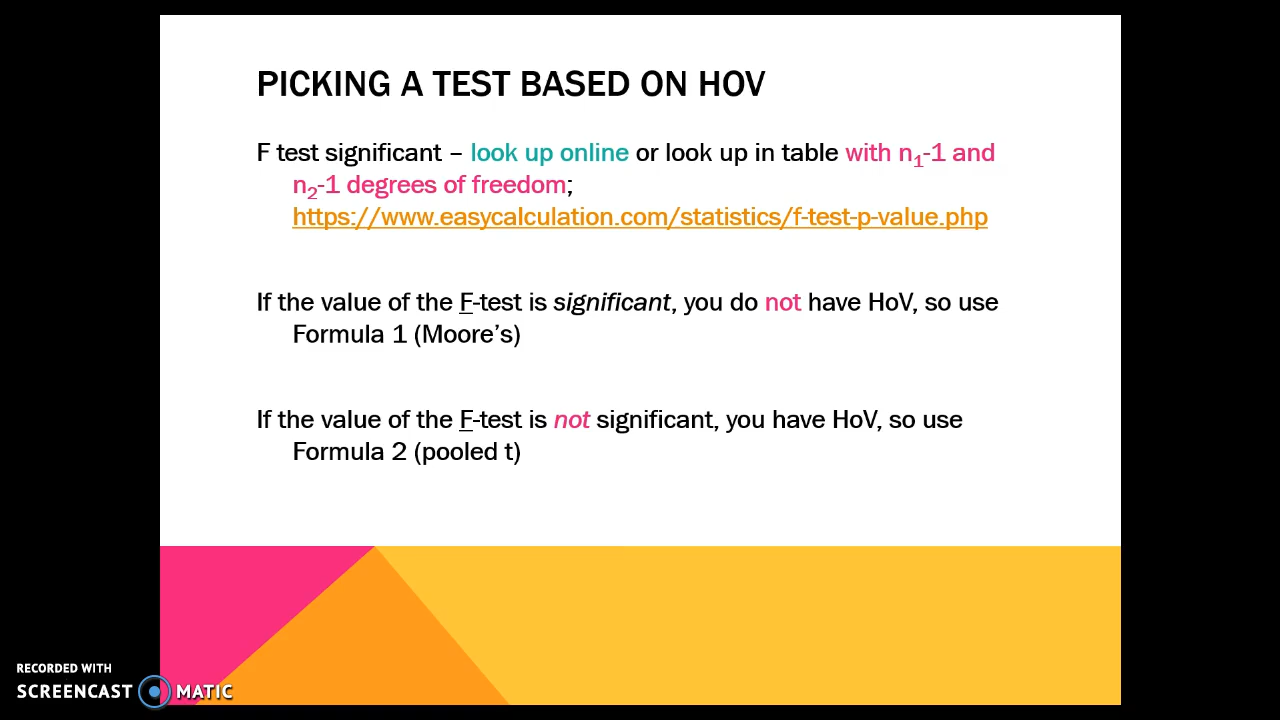 PICKING A TEST BASED ON HOV
F test significant – look up online or look up in table with n₁-1 and
n₂-1 degrees of freedom;
https://www.easycalculation.com/statistics/f-test-p-value.php
If the value of the F-test is significant, you do not have HoV, so use
Formula 1 (Moore’s)
If the value of the F-test is not significant, you have HoV, so use
Formula 2 (pooled t)
RECORDED WITH
SCREENCAST MATIC